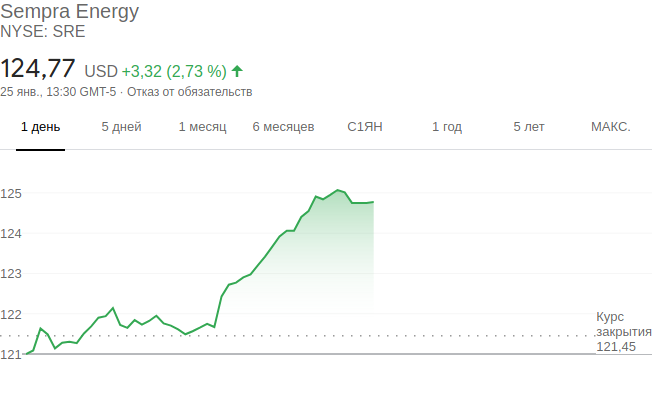 Sempra Energy
NYSE: SRE
124,77 USD +3,32 (2,73 %)
25 янв., 13:30 GMT-5 · Отказ от обязательств
1 день 5 дней 1 месяц 6 месяцев С1ЯН 1 год 5 лет МАКС.
125
124
123
122
Курс
закрытия
121,45
121